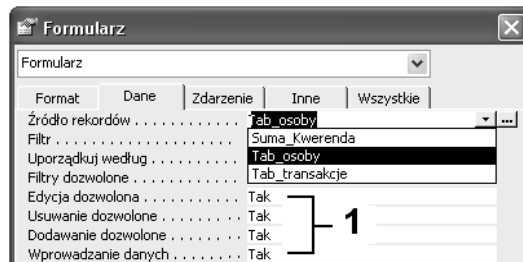 Formularz
Formularz
Format Dane Zdarzenie Inne Wszystkie
Źródło rekordów . . . . . . . . . . . . Tab_osoby ...
Filtr . . . . . . . . . . . . . . . . . . . . Suma_Kwerenda
Uporządkuj według . . . . . . . . . Tab_osoby
Filtry dozwolone . . . . . . . . . . . Tab_transakcje
Edycja dozwolona . . . . . . . . . . . Tak
Usuwanie dozwolone . . . . . . . . Tak
1
Dodawanie dozwolone . . . . . . . Tak
Wprowadzanie danych . . . . . . . Tak